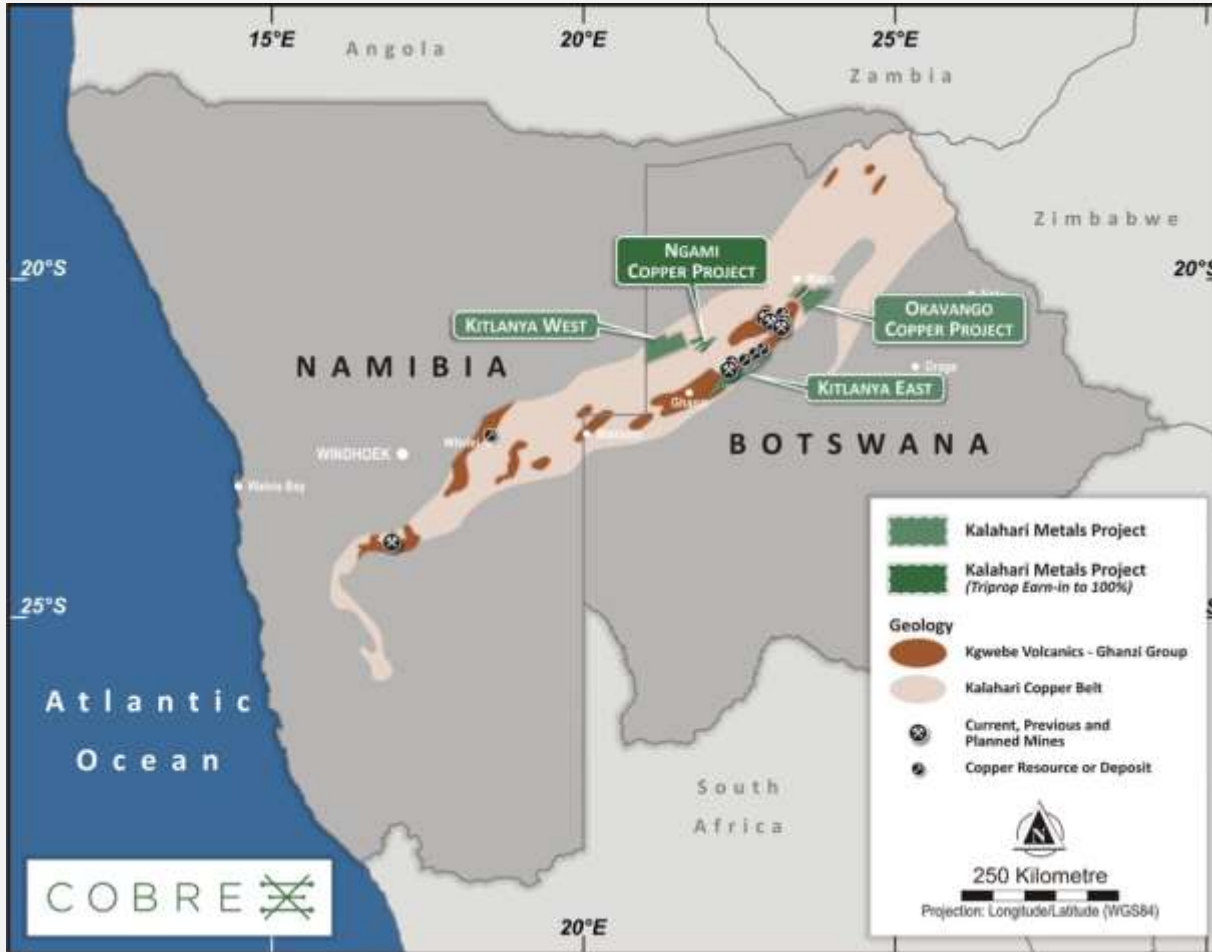 15°E
20°E
25°E
Angola
Zambia
Zimbabwe
20°S
20°S
NGAMI
COPPER PROJECT
KITLANYA WEST
OKAVANGO
COPPER PROJECT
NAMIBIA
KITLANYA EAST
BOTSWANA
WINDHOEK
Walvis Bay
25°S
Atlantic
Ocean
South
Africa
Kalahari Metals Project
Kalahari Metals Project
(Triprop Earn-in to 100%)
Geology
Kgwebe Volcanics - Ghanzi Group
Kalahari Copper Belt
Current, Previous and
Planned Mines
Copper Resource or Deposit
N
250 Kilometre
Projection: Longitude/Latitude (WGS84)
COBRE
20°E